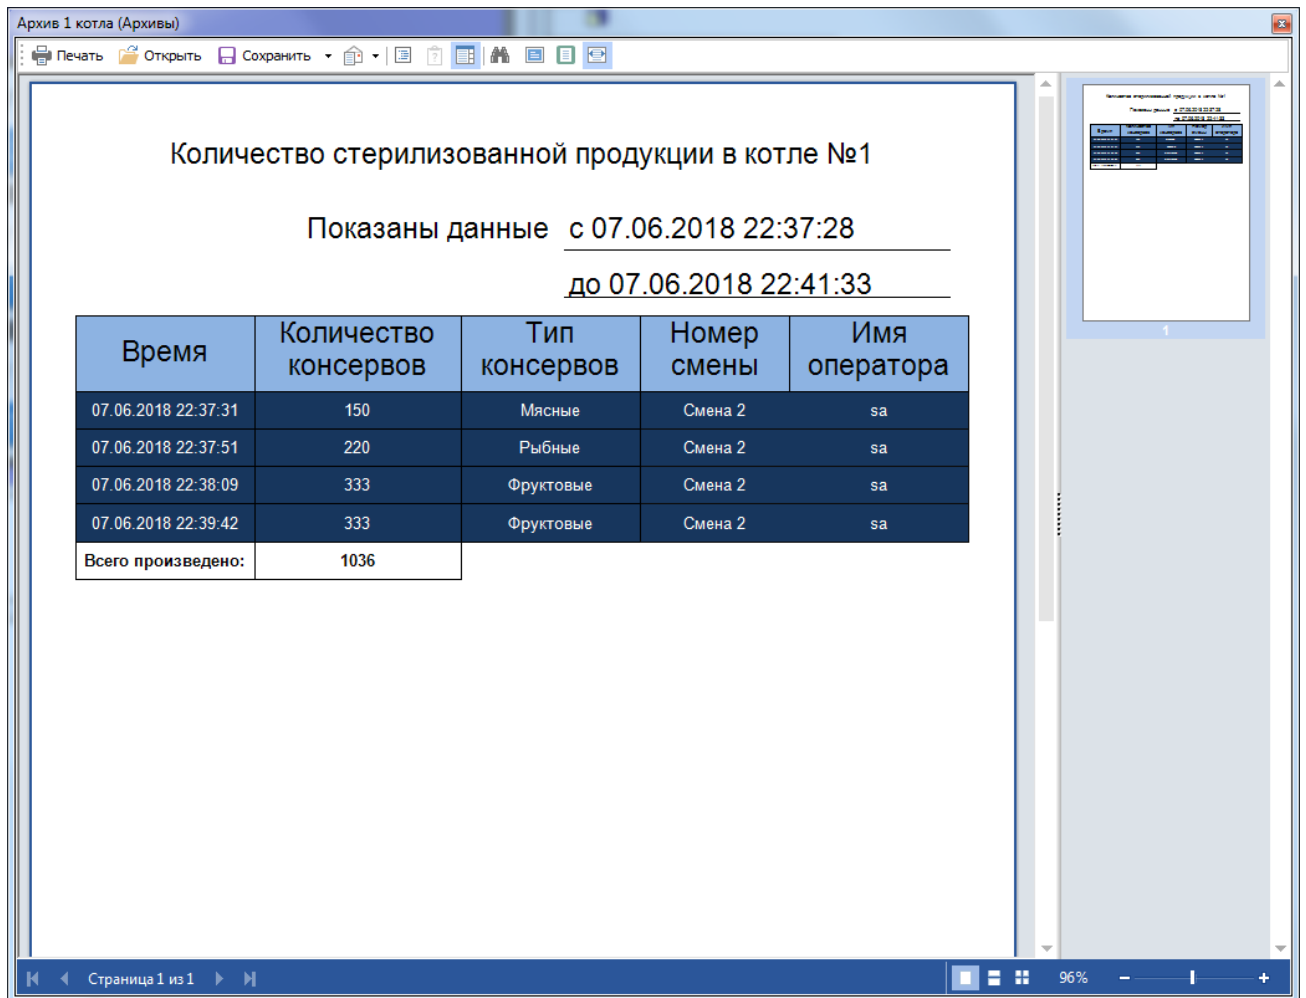 Архив 1 котла (Архивы)
Печать Открыть Сохранить
Количество стерилизованной продукции в котле №1
Показаны данные с 07.06.2018 22:37:28
до 07.06.2018 22:41:33
Время Количество консервов Тип консервов Номер смены Имя оператора
07.06.2018 22:37:31 150 Мясные Смена 2 sa
07.06.2018 22:37:51 220 Рыбные Смена 2 sa
07.06.2018 22:38:09 333 Фруктовые Смена 2 sa
07.06.2018 22:39:42 333 Фруктовые Смена 2 sa
Всего произведено: 1036
1
Страница 1 из 1 96%